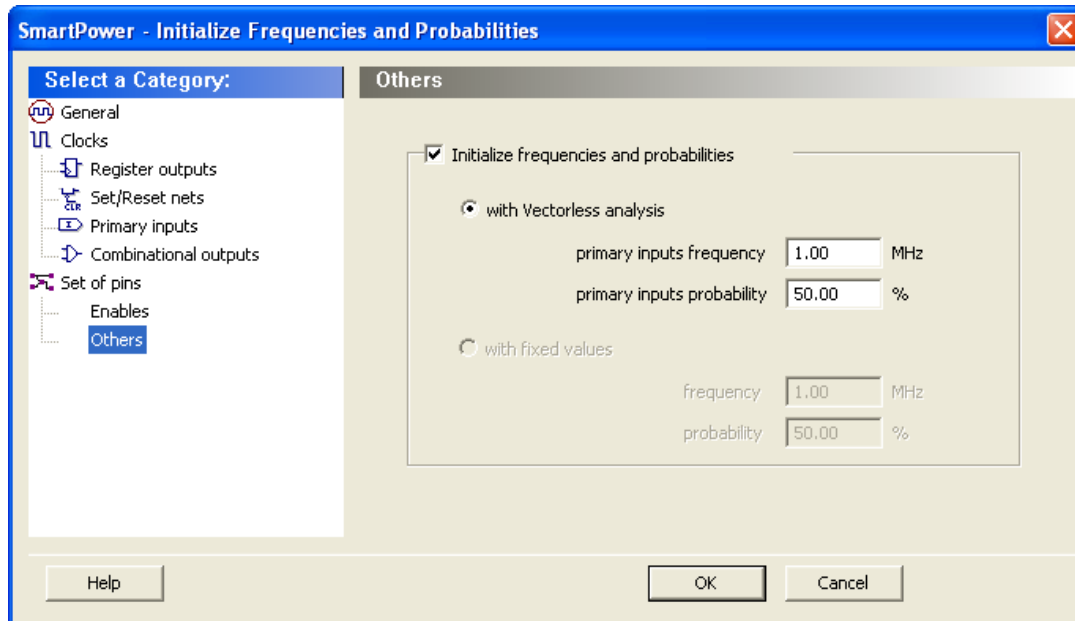 SmartPower - Initialize Frequencies and Probabilities
Select a Category:
General
Clocks
Register outputs
CLR
Set/Reset nets
I
Primary inputs
Combinational outputs
Set of pins
Enables
Others
Others
Initialize frequencies and probabilities
with Vectorless analysis
primary inputs frequency 1.00 MHz
primary inputs probability 50.00 %
with fixed values
frequency 1.00 MHz
probability 50.00 %
Help OK Cancel